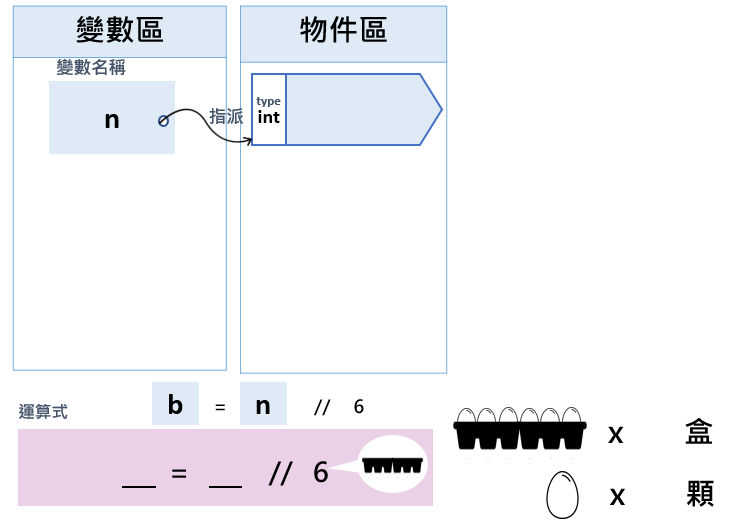 變數區
物件區
變數名稱
n
指派
type
int
運算式
b = n // 6
__ = __ // 6
x 盒
x 顆